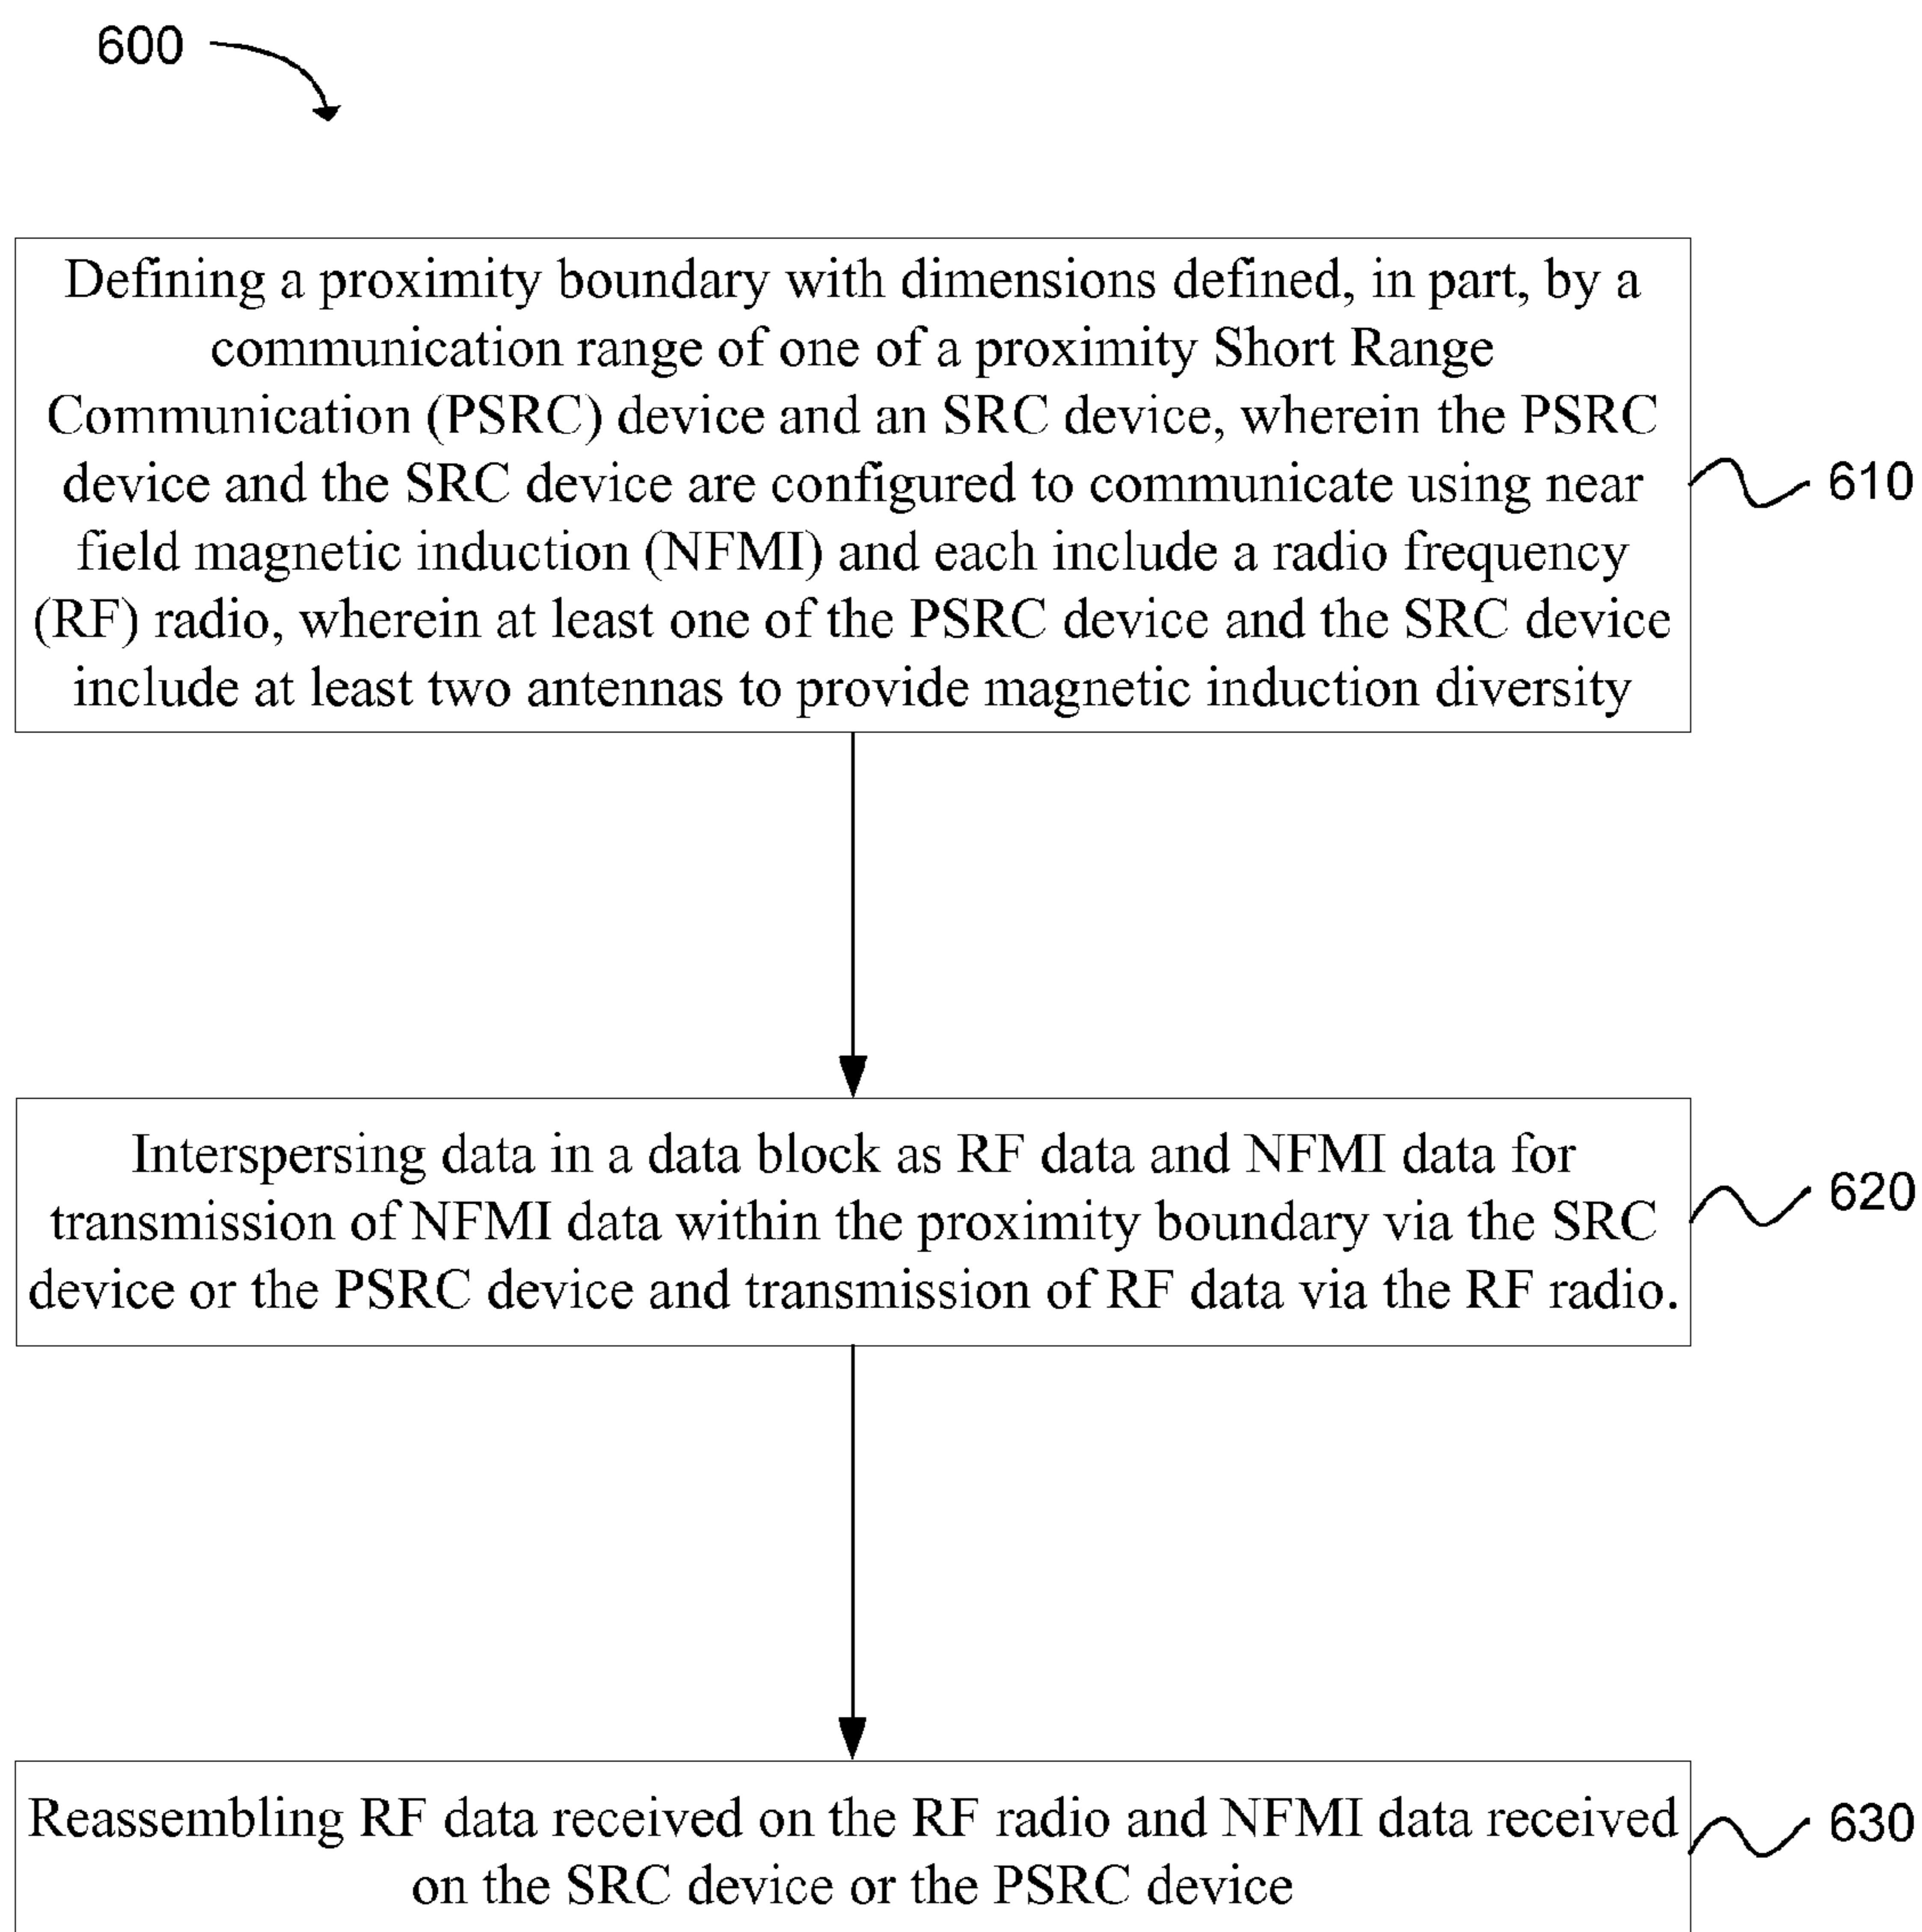 600
Defining a proximity boundary with dimensions defined, in part, by a
communication range of one of a proximity Short Range
Communication (PSRC) device and an SRC device, wherein the PSRC
device and the SRC device are configured to communicate using near
field magnetic induction (NFMI) and each include a radio frequency
(RF) radio, wherein at least one of the PSRC device and the SRC device
include at least two antennas to provide magnetic induction diversity
610
Interspersing data in a data block as RF data and NFMI data for
transmission of NFMI data within the proximity boundary via the SRC
device or the PSRC device and transmission of RF data via the RF radio.
620
Reassembling RF data received on the RF radio and NFMI data received
on the SRC device or the PSRC device
630